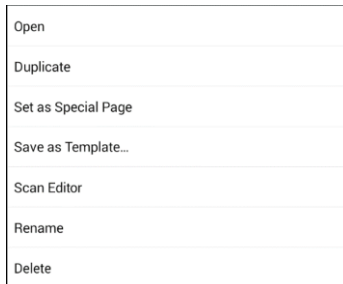 Open
Duplicate
Set as Special Page
Save as Template...
Scan Editor
Rename
Delete